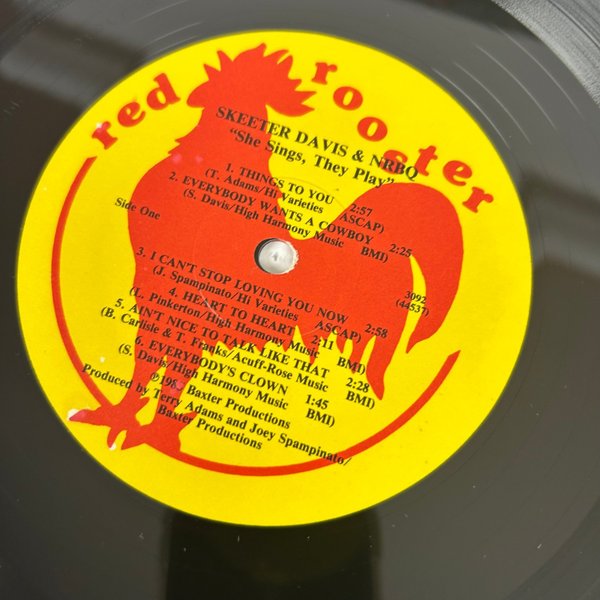 red rooster
SKEETER DAVIS & NRBQ
"She Sings, They Play"
1. THINGS TO YOU 2:57
(T. Adams/Hi Varieties ASCAP)
2. EVERYBODY WANTS A COWBOY 2:25
(S. Davis/High Harmony Music BMI)
Side One
3092
(44537)
3. I CAN'T STOP LOVING YOU NOW 2:58
(J. Spampinato/Hi Varieties ASCAP)
4. HEART TO HEART 2:11
(L. Pinkerton/High Harmony Music BMI)
5. AIN'T NICE TO TALK LIKE THAT 2:28
(B. Carlisle & T. Franks/Acuff-Rose Music BMI)
6. EVERYBODY'S CLOWN 1:45
(S. Davis/High Harmony Music BMI)
℗1985 Baxter Productions
Produced by Terry Adams and Joey Spampinato/
Baxter Productions